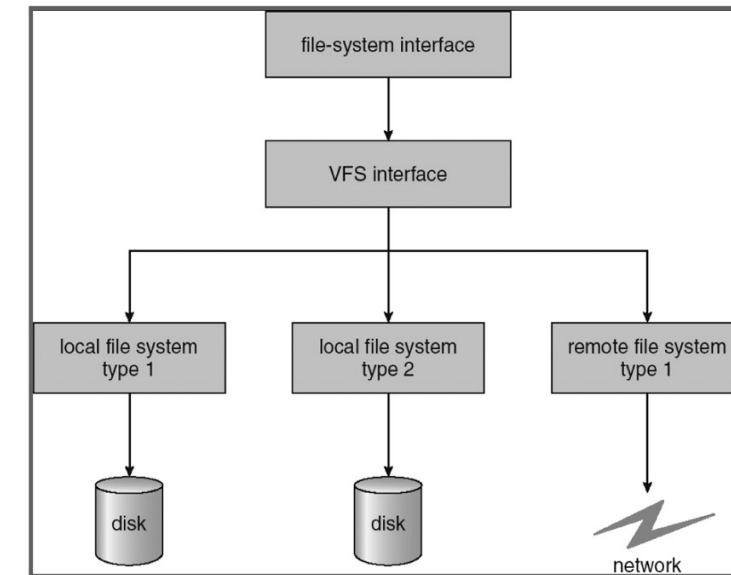 file-system interface
VFS interface
local file system
type 1
local file system
type 2
remote file system
type 1
disk
disk
network